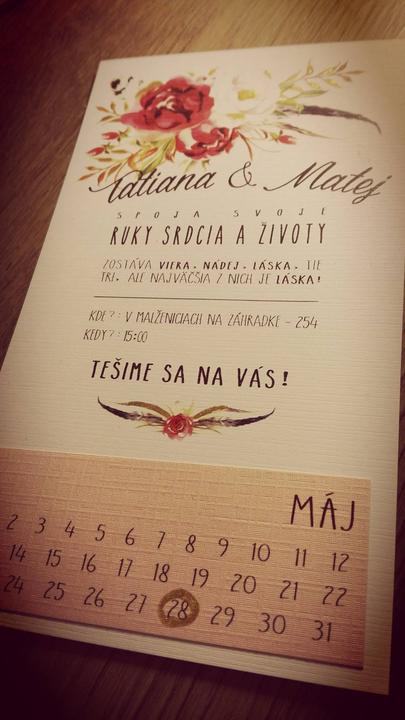 Tatiana & Matej
SPOJA SVOJE
RUKY SRDCIA A ŽIVOTY
ZOSTÁVA VIERA, NÁDEJ, LÁSKA, TIE
TRI, ALE NAJVÄČŠIA Z NICH JE LÁSKA!
KDE?: V MALŽENICIACH NA ZÁHRADKE - 254
KEDY?: 15:00
TEŠIME SA NA VÁS!
MÁJ
2 3 4 5 6 7 8 9 10 11 12
14 15 16 17 18 19 20 21 22
24 25 26 27 28 29 30 31